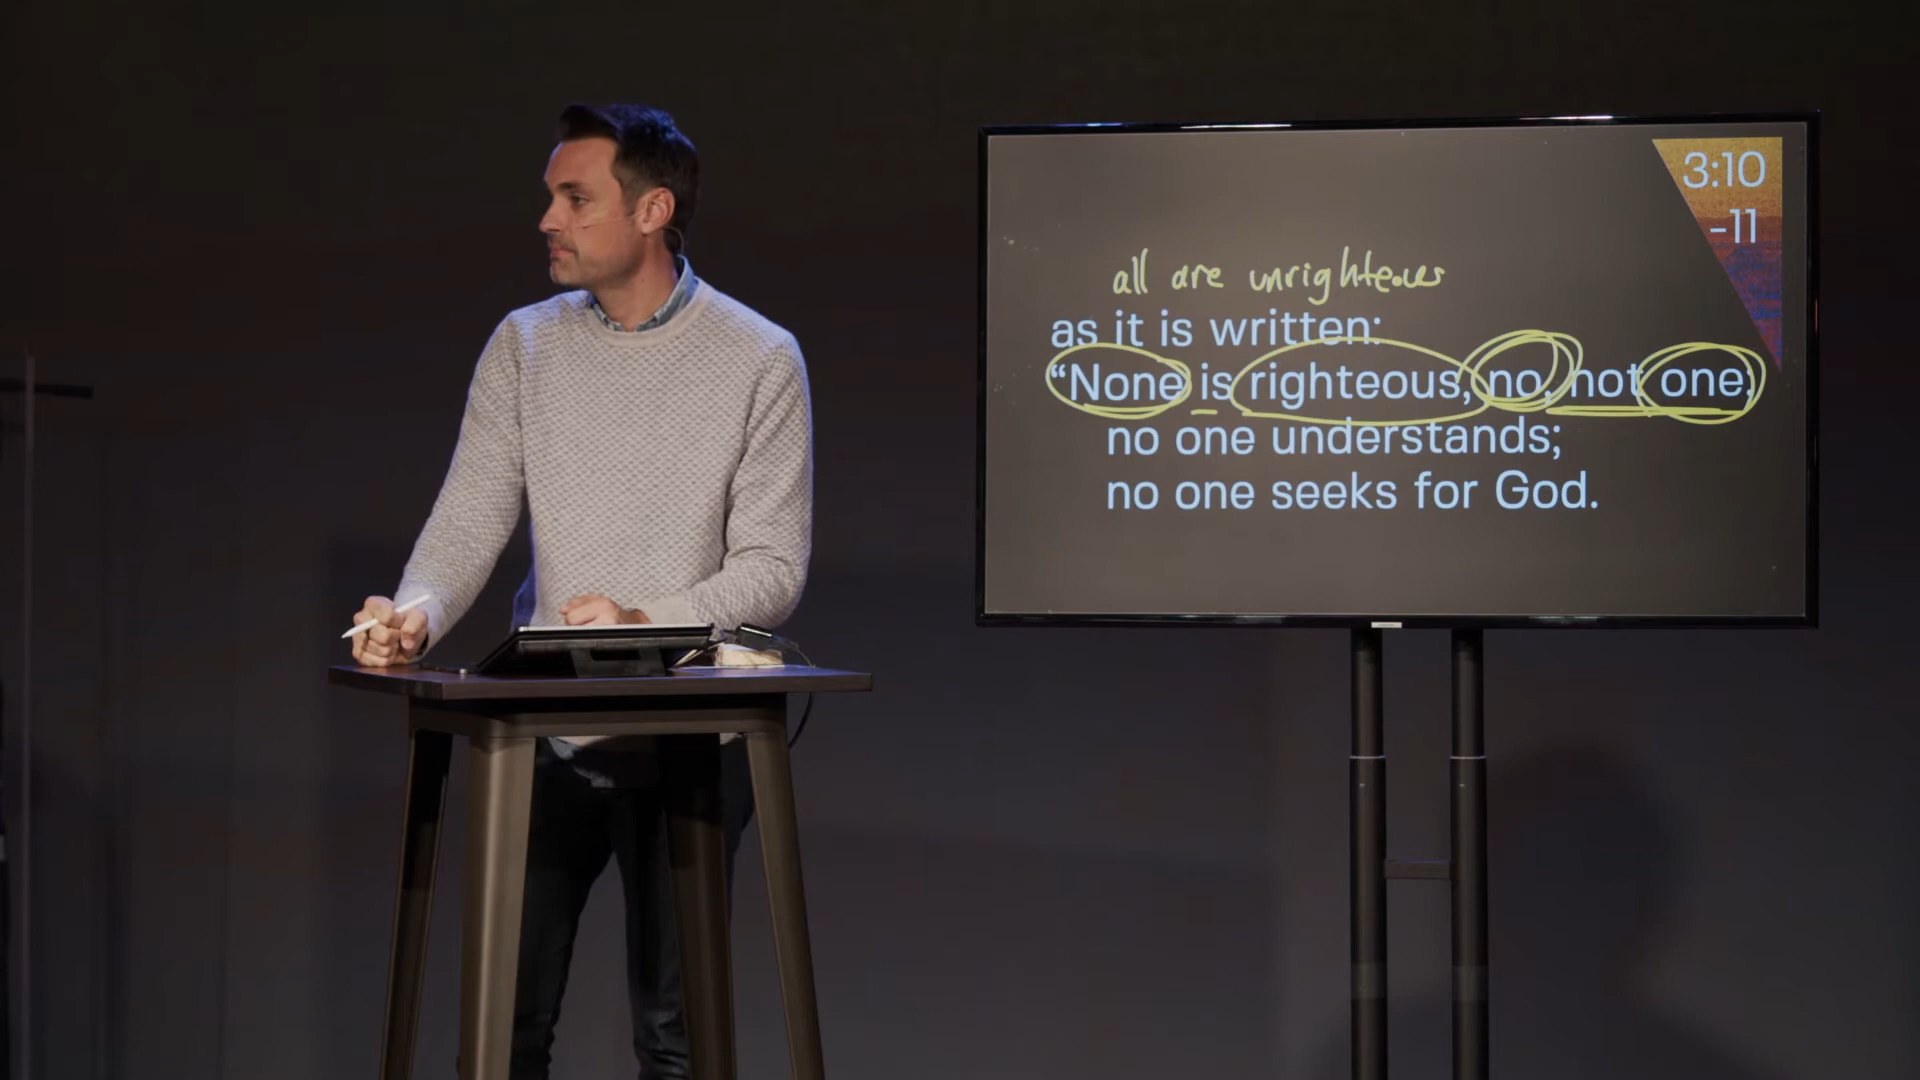 3:10
-11
all are unrighteous
as it is written:
“None is righteous, no, not one;
no one understands;
no one seeks for God.